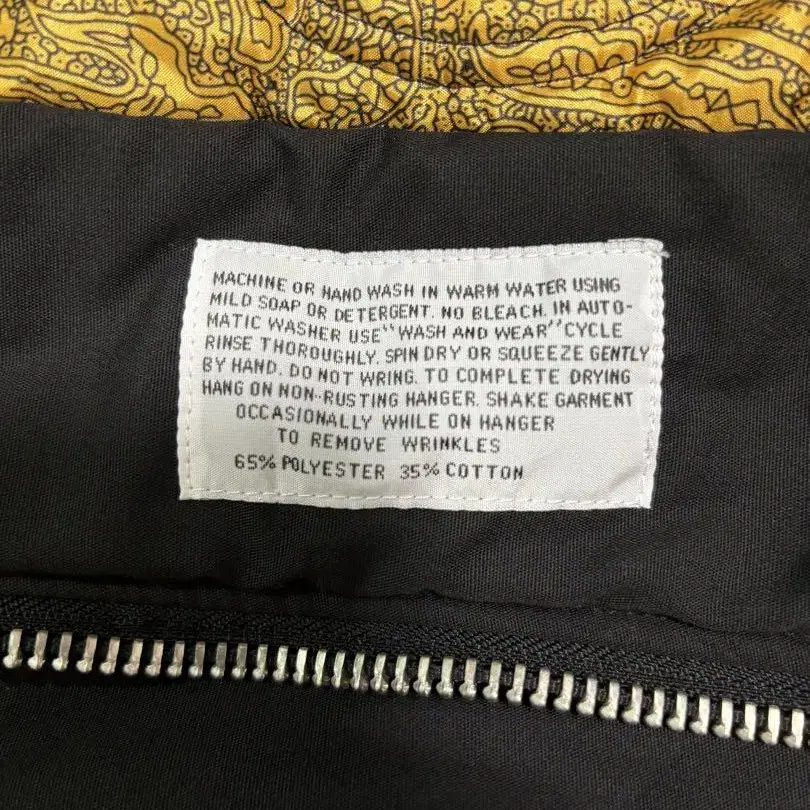 MACHINE OR HAND WASH IN WARM WATER USING
MILD SOAP OR DETERGENT. NO BLEACH. IN AUTO-
MATIC WASHER USE "WASH AND WEAR" CYCLE
RINSE THOROUGHLY. SPIN DRY OR SQUEEZE GENTLY
BY HAND. DO NOT WRING. TO COMPLETE DRYING
HANG ON NON-RUSTING HANGER. SHAKE GARMENT
OCCASIONALLY WHILE ON HANGER
TO REMOVE WRINKLES
65% POLYESTER 35% COTTON